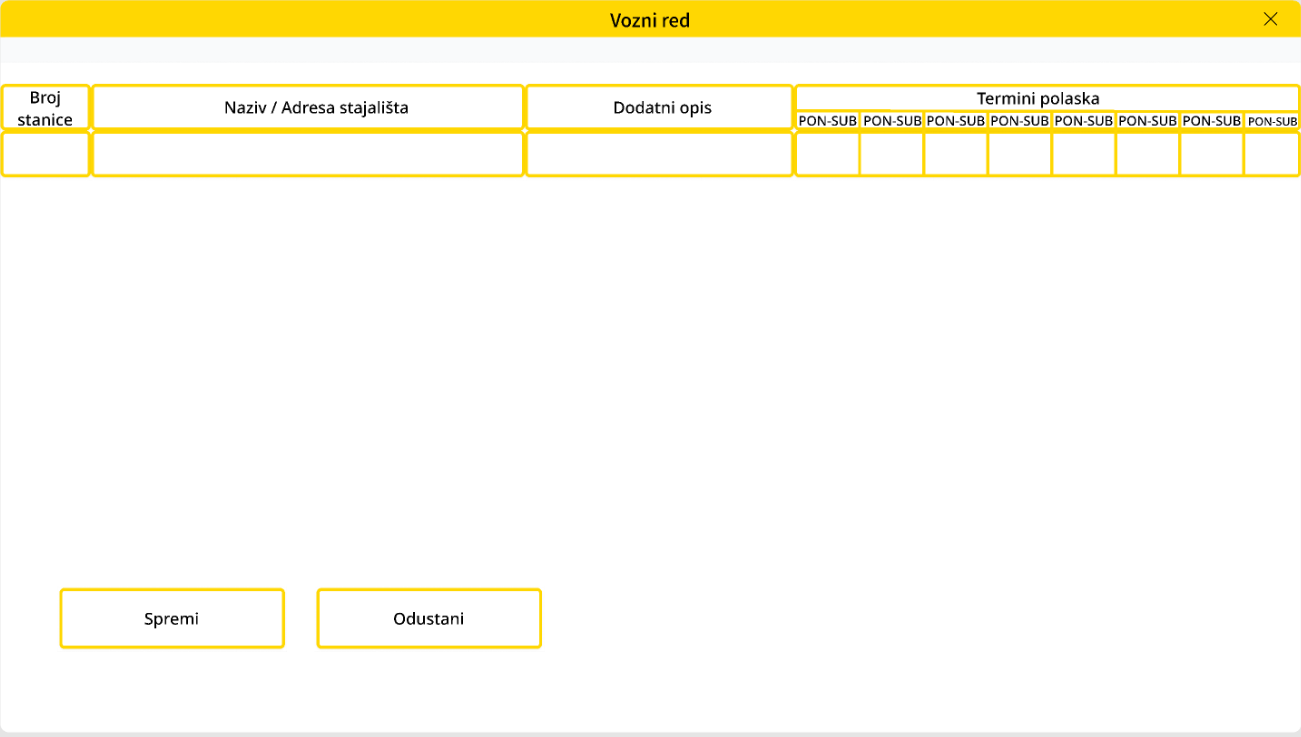 Vozni red
Broj
stanice
Naziv / Adresa stajališta
Dodatni opis
Termini polaska
PON-SUB PON-SUB PON-SUB PON-SUB PON-SUB PON-SUB PON-SUB PON-SUB
Spremi
Odustani